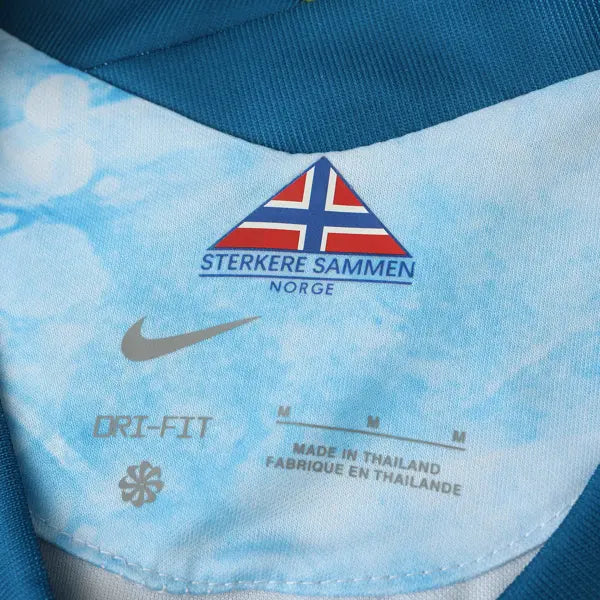 STERKERE SAMMEN
NORGE
DRI-FIT
M M M
MADE IN THAILAND
FABRIQUE EN THAILANDE